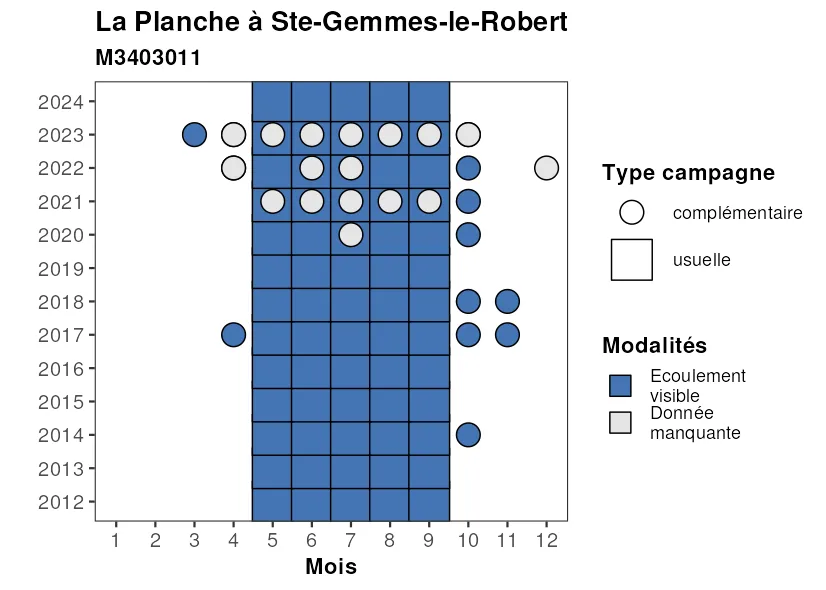 La Planche à Ste-Gemmes-le-Robert
M3403011
2024
2023
2022
2021
2020
2019
2018
2017
2016
2015
2014
2013
2012
1 2 3 4 5 6 7 8 9 10 11 12
Mois
Type campagne
complémentaire
usuelle
Modalités
Ecoulement
visible
Donnée
manquante